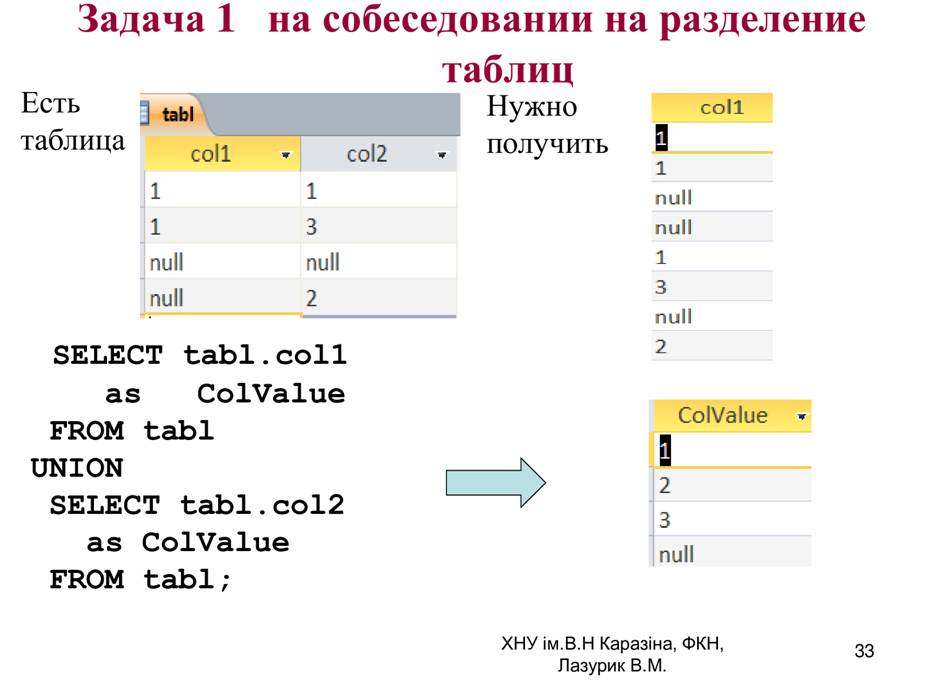 Задача 1 на собеседовании на разделение
таблиц
Есть
таблица
tabl
col1 col2
1 1
1 3
null null
null 2
Нужно
получить
col1
1
1
null
null
1
3
null
2
SELECT tabl.col1
as ColValue
FROM tabl
UNION
SELECT tabl.col2
as ColValue
FROM tabl;
ColValue
1
2
3
null
ХНУ ім.В.Н Каразіна, ФКН,
Лазурик В.М.
33